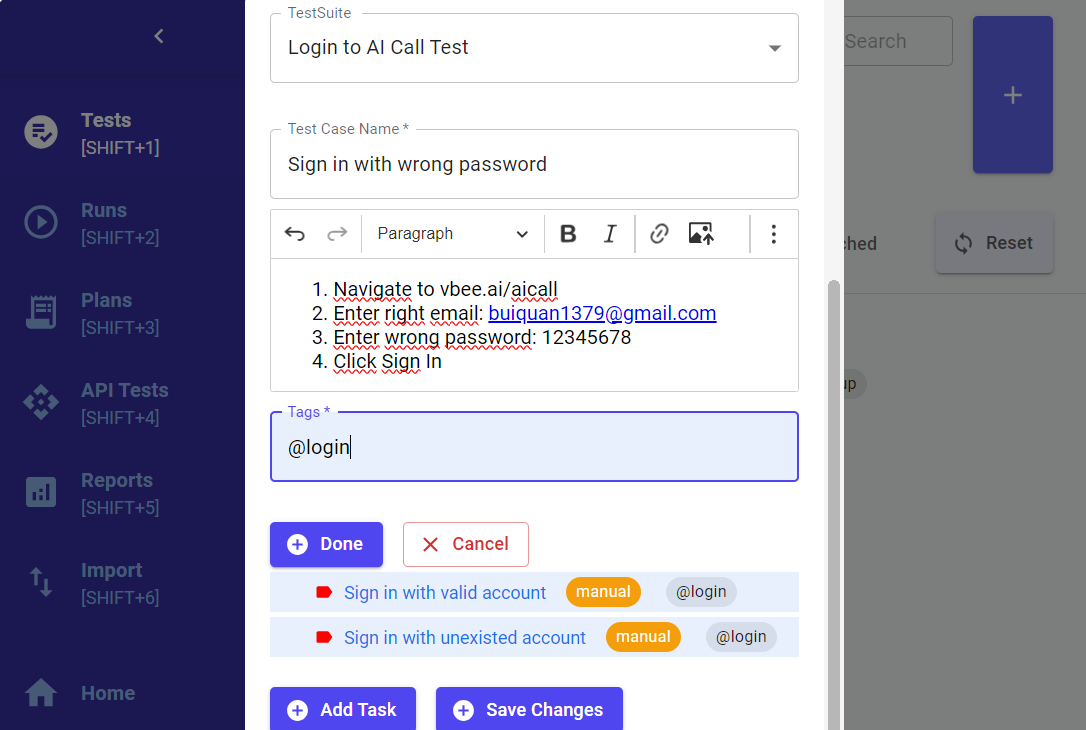 Tests
[SHIFT+1]
Runs
[SHIFT+2]
Plans
[SHIFT+3]
API Tests
[SHIFT+4]
Reports
[SHIFT+5]
Import
[SHIFT+6]
Home
TestSuite
Login to AI Call Test
Test Case Name *
Sign in with wrong password
Paragraph
B I
1. Navigate to vbee.ai/aicall
2. Enter right email: buiquan1379@gmail.com
3. Enter wrong password: 12345678
4. Click Sign In
Tags *
@login
Done
Cancel
Sign in with valid account manual @login
Sign in with unexisted account manual @login
Add Task
Save Changes
Search
Reset